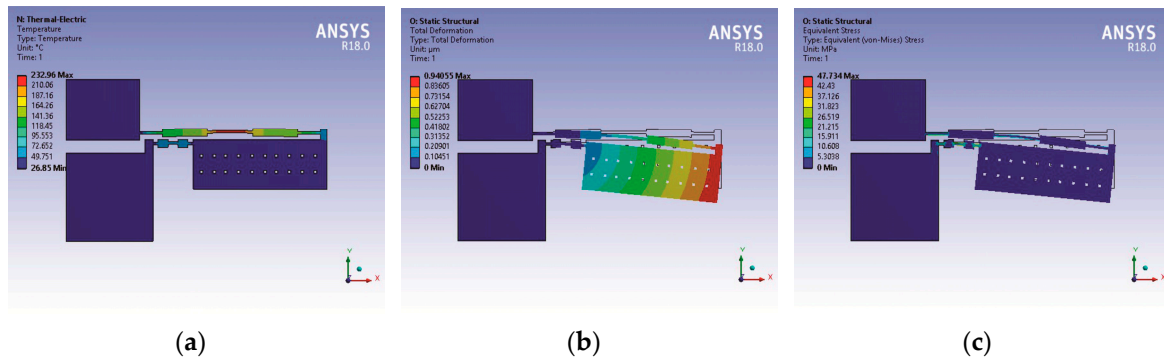 N: Thermal-Electric
Temperature
Type: Temperature
Unit: °C
Time: 1
232.96 Max
210.06
187.16
164.26
141.36
118.45
95.553
72.652
49.751
26.85 Min
ANSYS
R18.0
Y
X
(a)
O: Static Structural
Total Deformation
Type: Total Deformation
Unit: μm
Time: 1
0.94055 Max
0.83605
0.73154
0.62704
0.52253
0.41802
0.31352
0.20901
0.10451
0 Min
ANSYS
R18.0
Y
X
(b)
O: Static Structural
Equivalent Stress
Type: Equivalent (von-Mises) Stress
Unit: MPa
Time: 1
47.734 Max
42.43
37.126
31.823
26.519
21.215
15.911
10.608
5.3038
0 Min
ANSYS
R18.0
Y
X
(c)